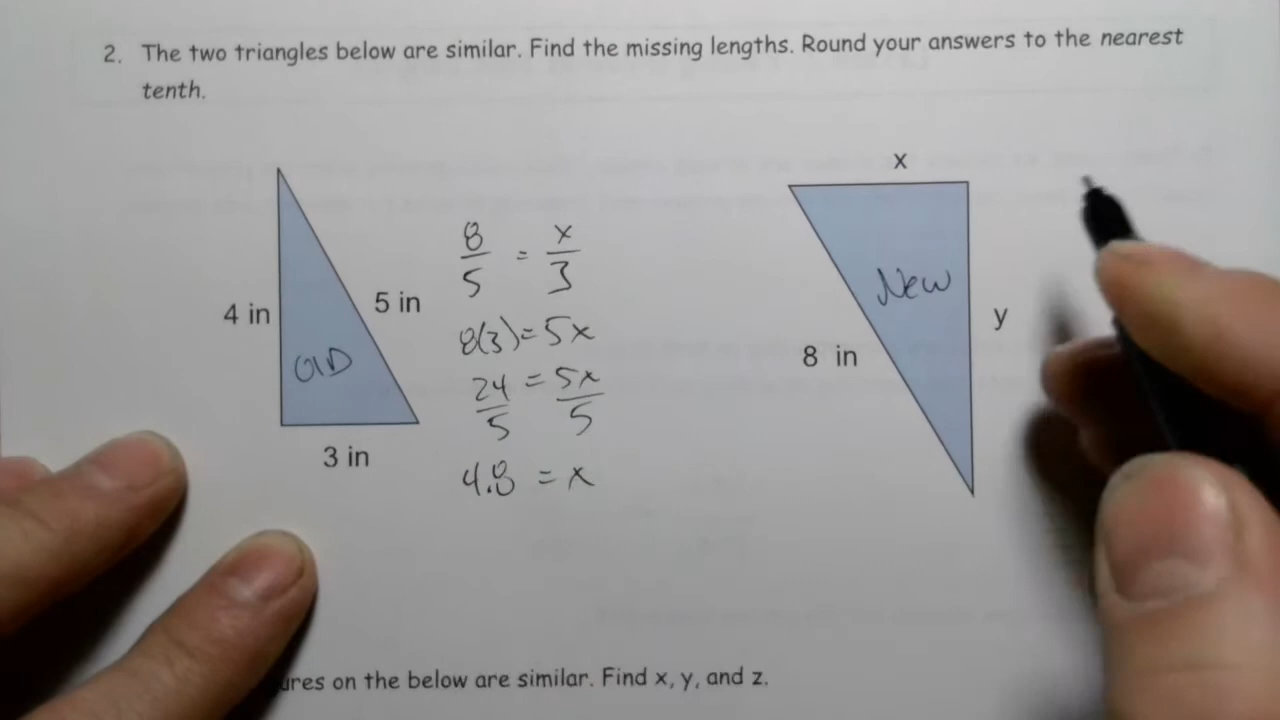 2. The two triangles below are similar. Find the missing lengths. Round your answers to the nearest
tenth.
x
8/5 = x/3
New
4 in
5 in
y
8(3)=5x
OLD
8 in
24/5 = 5x/5
3 in
4.8 = x
on the below are similar. Find x, y, and z.